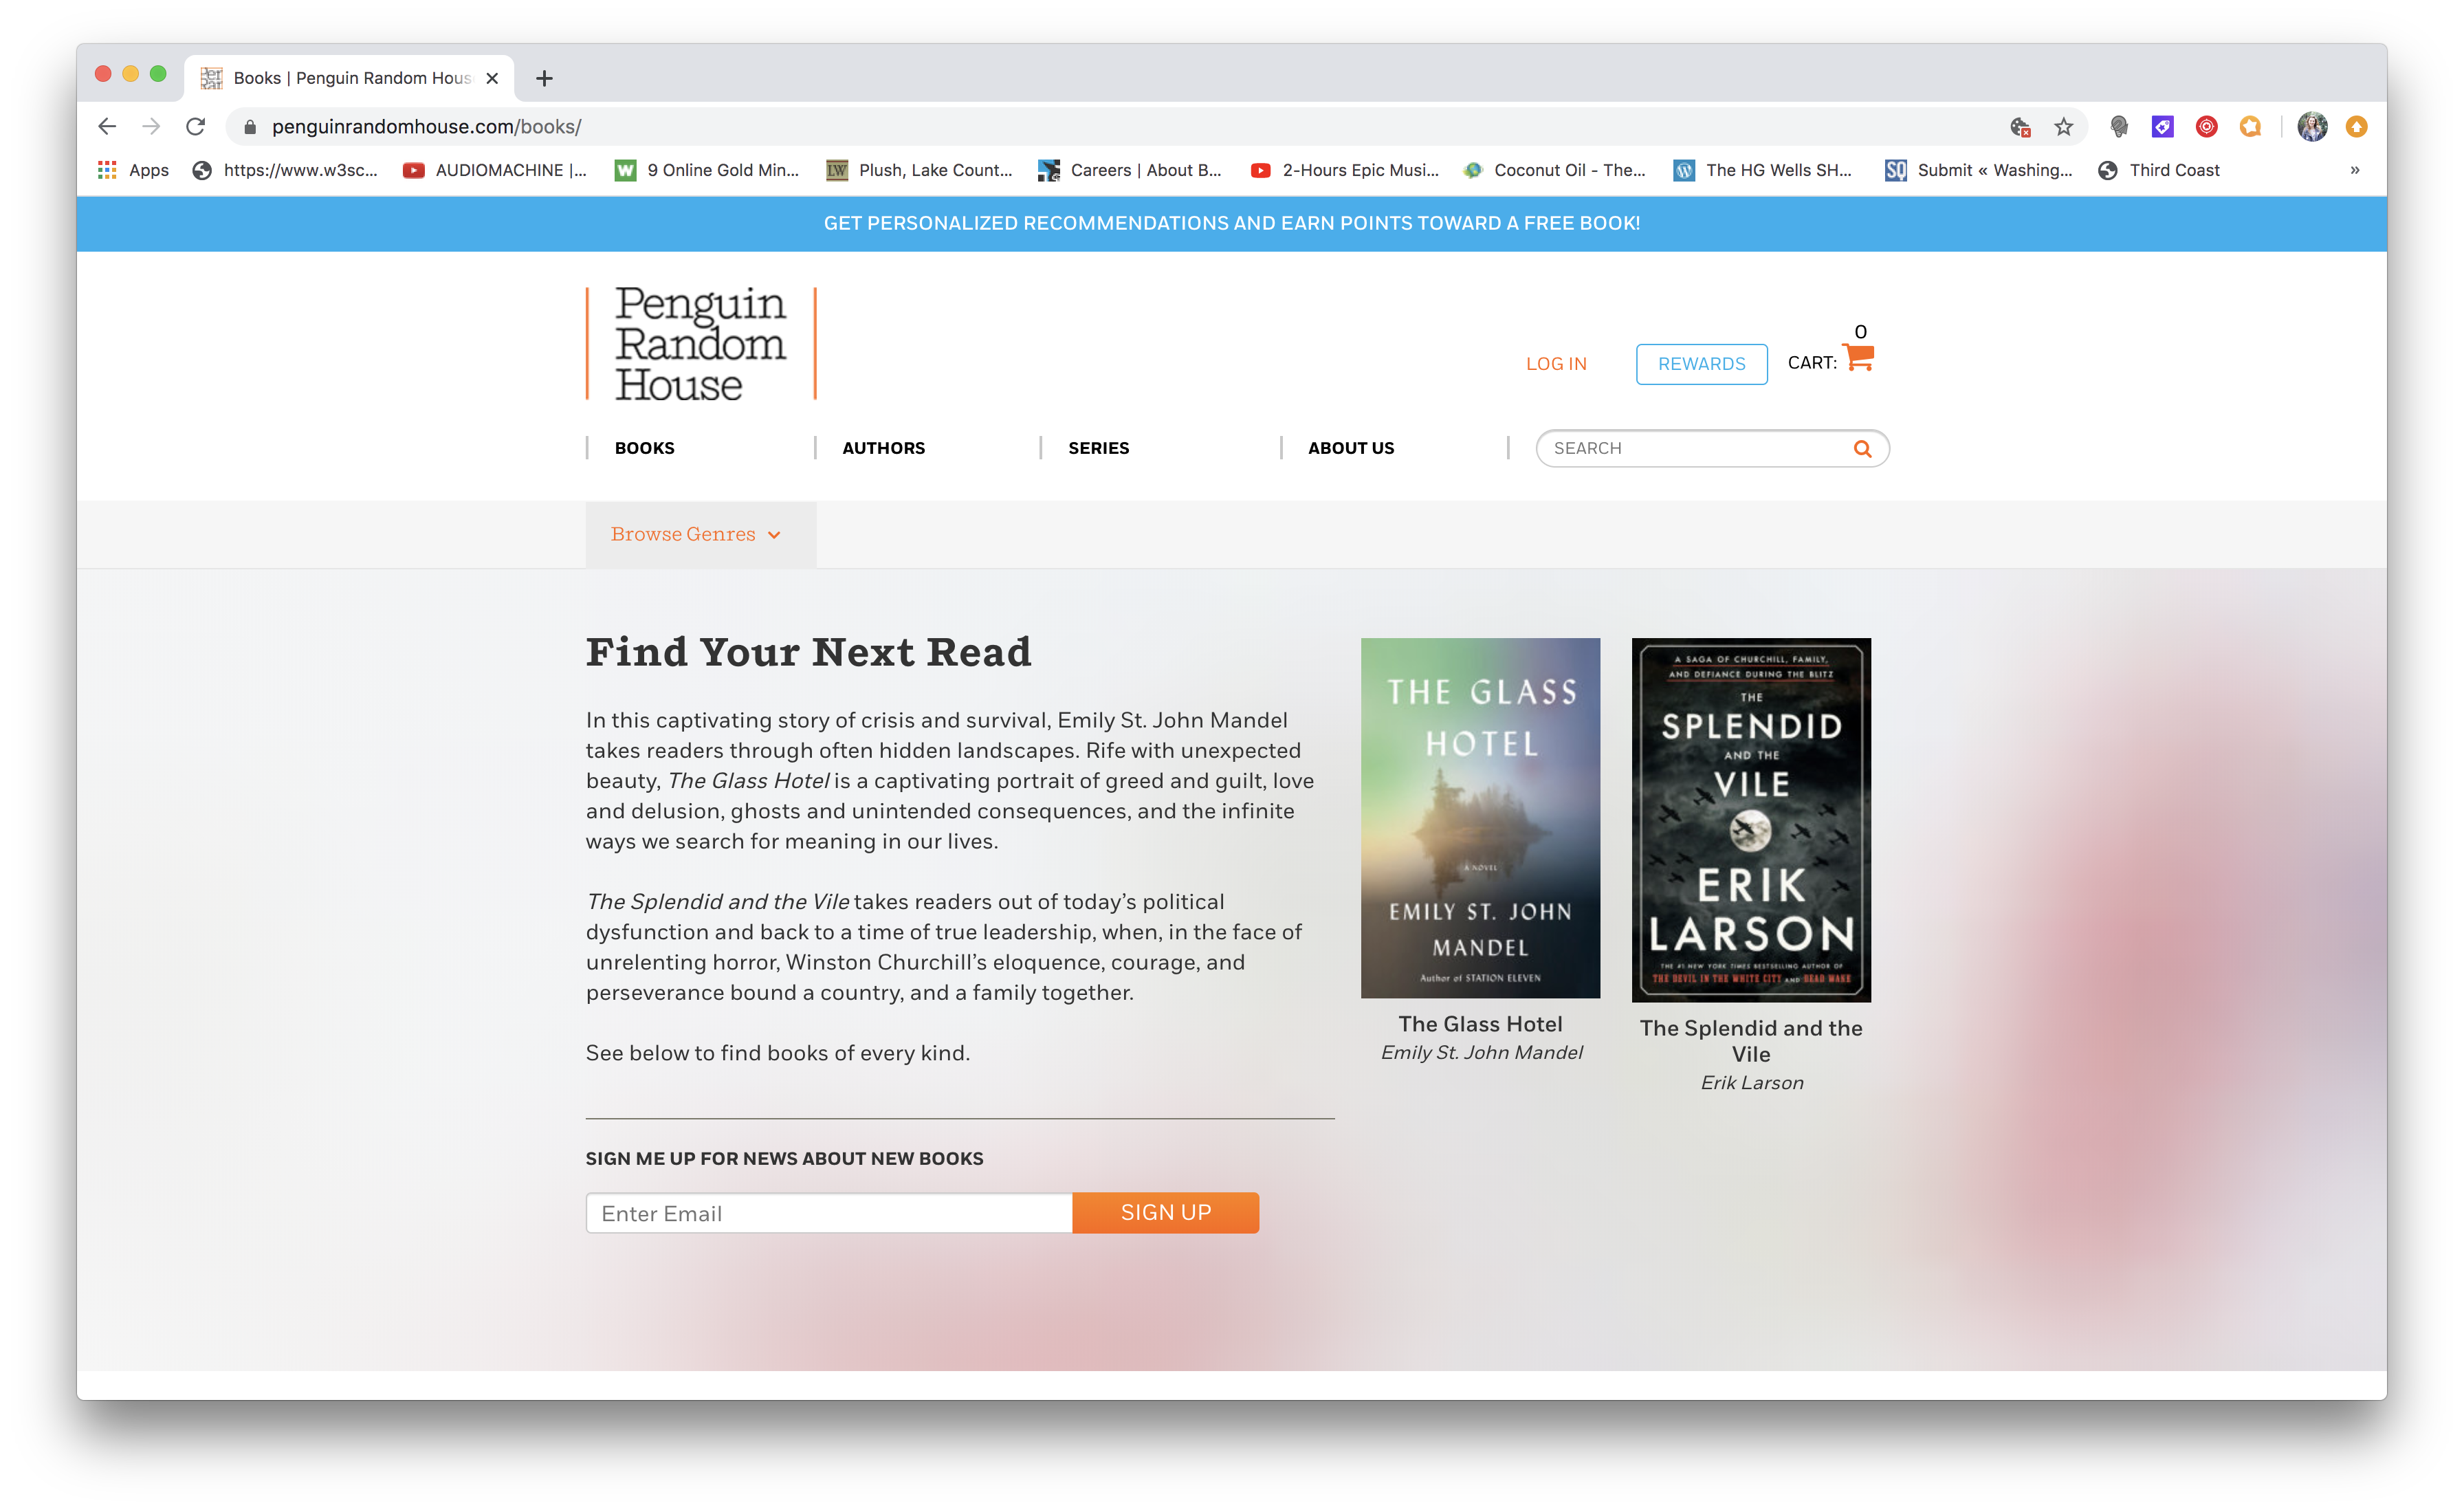 Books | Penguin Random Hous
penguinrandomhouse.com/books/
Apps
https://www.w3sc...
AUDIOMACHINE |...
9 Online Gold Min...
Plush, Lake Count...
Careers | About B...
2-Hours Epic Musi...
Coconut Oil - The...
The HG Wells SH...
Submit « Washing...
Third Coast
»
GET PERSONALIZED RECOMMENDATIONS AND EARN POINTS TOWARD A FREE BOOK!
Penguin
Random
House
LOG IN
REWARDS
CART:
0
BOOKS
AUTHORS
SERIES
ABOUT US
SEARCH
Browse Genres
Find Your Next Read
In this captivating story of crisis and survival, Emily St. John Mandel
takes readers through often hidden landscapes. Rife with unexpected
beauty, The Glass Hotel is a captivating portrait of greed and guilt, love
and delusion, ghosts and unintended consequences, and the infinite
ways we search for meaning in our lives.
The Splendid and the Vile takes readers out of today’s political
dysfunction and back to a time of true leadership, when, in the face of
unrelenting horror, Winston Churchill’s eloquence, courage, and
perseverance bound a country, and a family together.
See below to find books of every kind.
SIGN ME UP FOR NEWS ABOUT NEW BOOKS
Enter Email
SIGN UP
THE GLASS
HOTEL
A NOVEL
EMILY ST. JOHN
MANDEL
Author of STATION ELEVEN
The Glass Hotel
Emily St. John Mandel
A SAGA OF CHURCHILL, FAMILY,
AND DEFIANCE DURING THE BLITZ
THE
SPLENDID
AND THE
VILE
ERIK
LARSON
THE #1 NEW YORK TIMES BESTSELLING AUTHOR OF
THE DEVIL IN THE WHITE CITY AND DEAD WAKE
The Splendid and the
Vile
Erik Larson